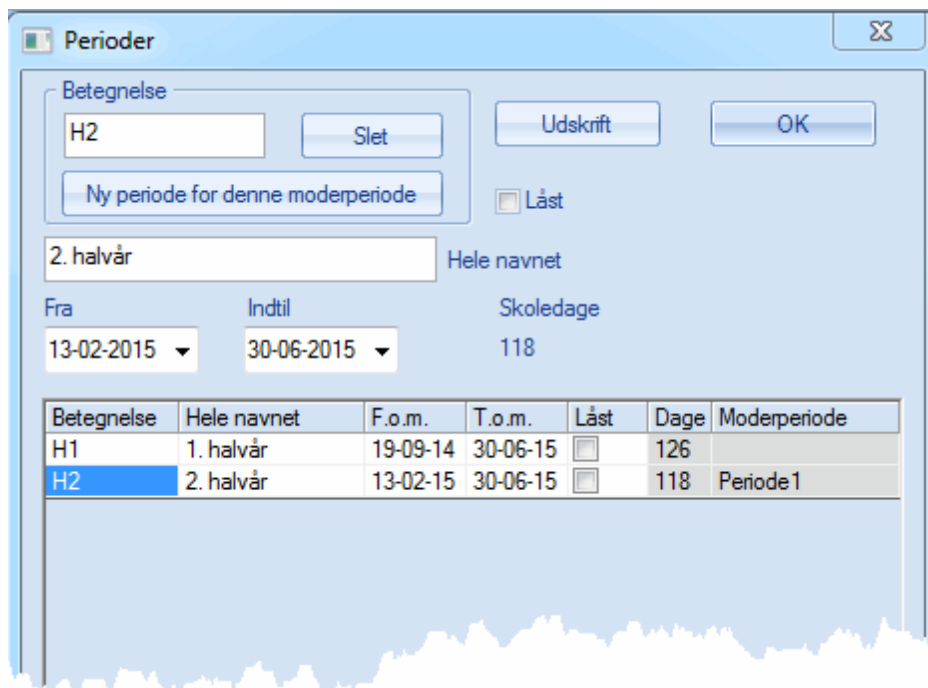 Perioder
Betegnelse
H2
Slet
Udskrift
OK
Ny periode for denne moderperiode
Låst
2. halvår
Hele navnet
Fra Indtil Skoledage
13-02-2015 30-06-2015 118
Betegnelse Hele navnet F.o.m. T.o.m. Låst Dage Moderperiode
H1 1. halvår 19-09-14 30-06-15 126
H2 2. halvår 13-02-15 30-06-15 118 Periode1